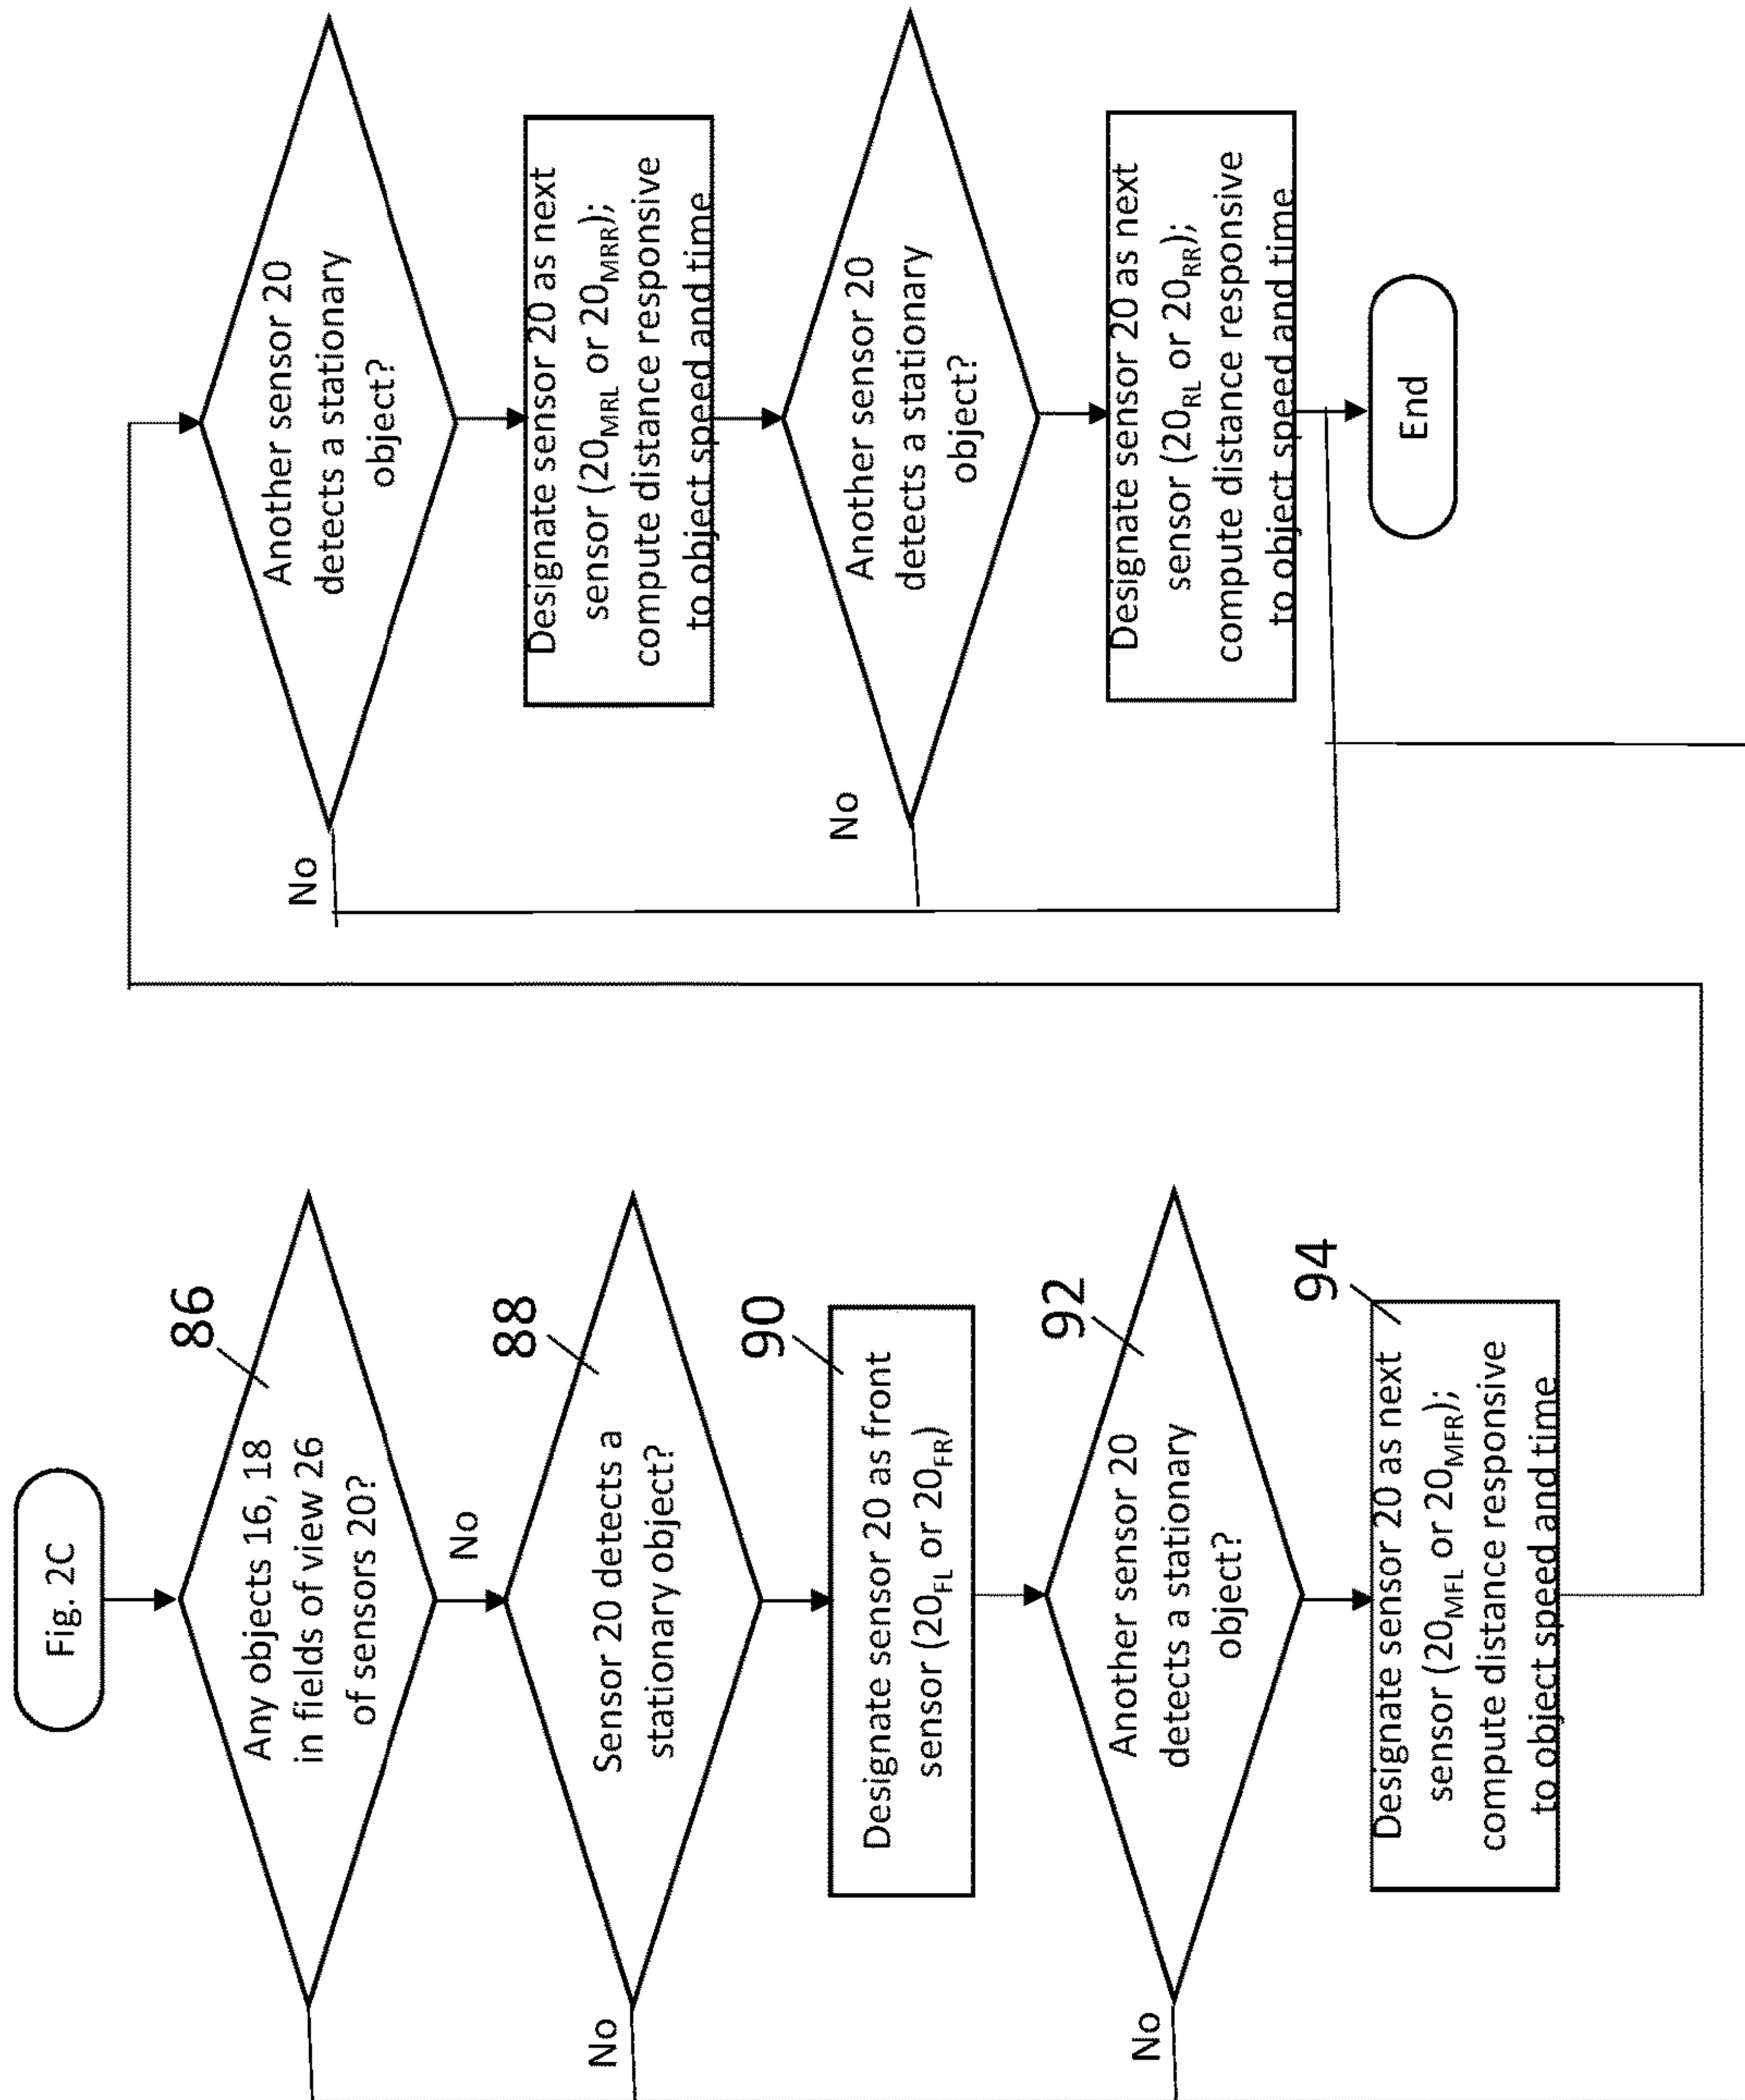 Fig. 2C
86
Any objects 16, 18
in fields of view 26
of sensors 20?
No
88
Sensor 20 detects a
stationary object?
No
90
Designate sensor 20 as front
sensor (20FL or 20FR)
92
Another sensor 20
detects a stationary
object?
No
94
Designate sensor 20 as next
sensor (20MFL or 20MFR);
compute distance responsive
to object speed and time
Another sensor 20
detects a stationary
object?
No
Designate sensor 20 as next
sensor (20MRL or 20MRR);
compute distance responsive
to object speed and time
Another sensor 20
detects a stationary
object?
No
Designate sensor 20 as next
sensor (20RL or 20RR);
compute distance responsive
to object speed and time
End